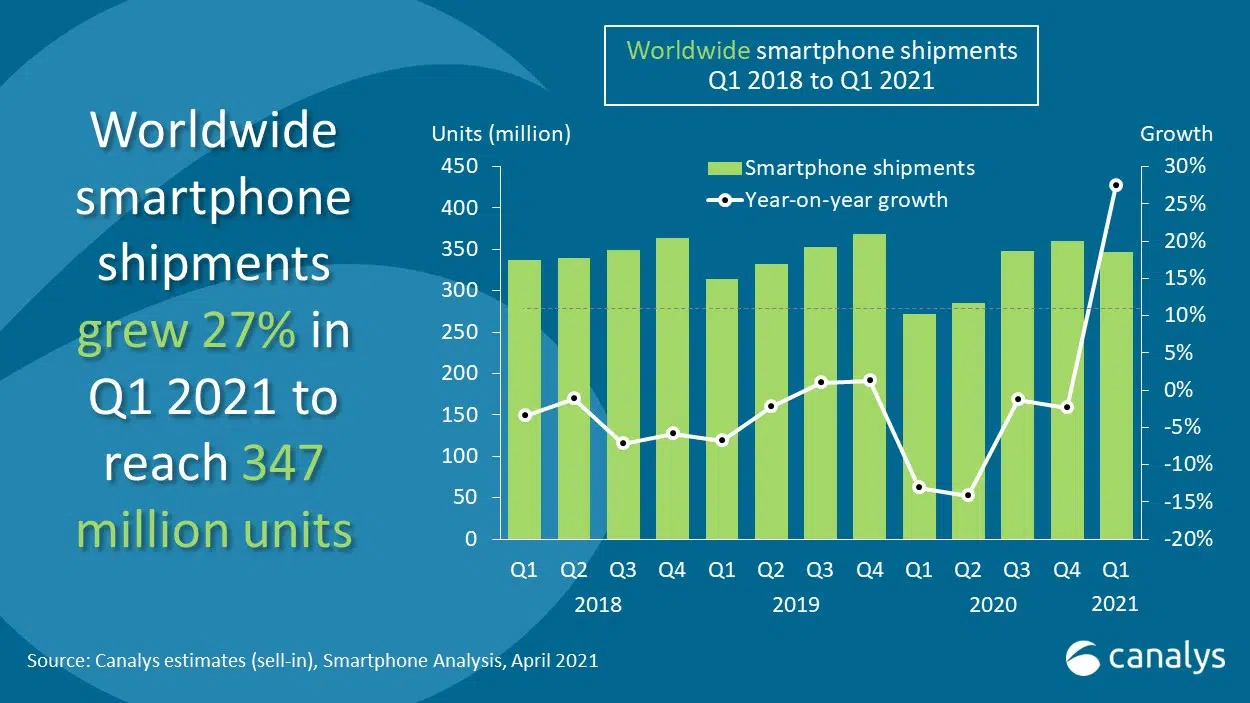 Worldwide smartphone shipments
Q1 2018 to Q1 2021
Worldwide
smartphone
shipments
grew 27% in
Q1 2021 to
reach 347
million units
Units (million)
Growth
Smartphone shipments
Year-on-year growth
450
400
350
300
250
200
150
100
50
0
30%
25%
20%
15%
10%
5%
0%
-5%
-10%
-15%
-20%
Q1 Q2 Q3 Q4 Q1 Q2 Q3 Q4 Q1 Q2 Q3 Q4 Q1
2018 2019 2020 2021
Source: Canalys estimates (sell-in), Smartphone Analysis, April 2021
canalys